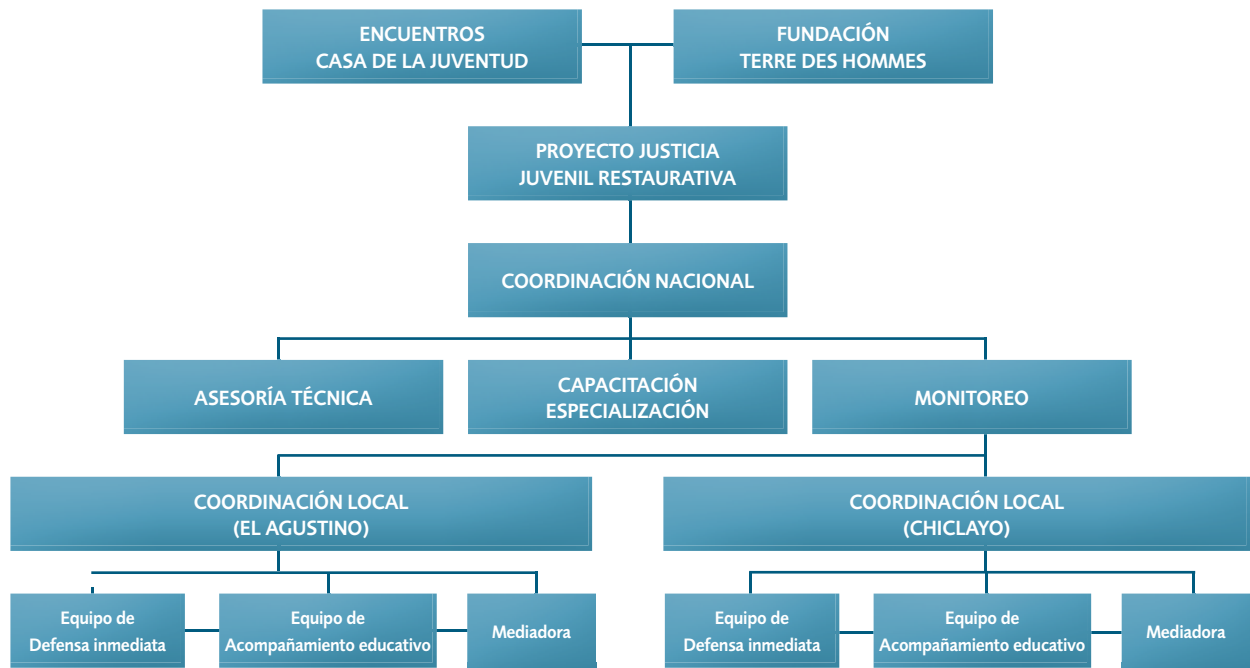 ENCUENTROS
CASA DE LA JUVENTUD
FUNDACIÓN
TERRE DES HOMMES
PROYECTO JUSTICIA
JUVENIL RESTAURATIVA
COORDINACIÓN NACIONAL
ASESORÍA TÉCNICA
CAPACITACIÓN
ESPECIALIZACIÓN
MONITOREO
COORDINACIÓN LOCAL
(EL AGUSTINO)
COORDINACIÓN LOCAL
(CHICLAYO)
Equipo de
Defensa inmediata
Equipo de
Acompañamiento educativo
Mediadora
Equipo de
Defensa inmediata
Equipo de
Acompañamiento educativo
Mediadora